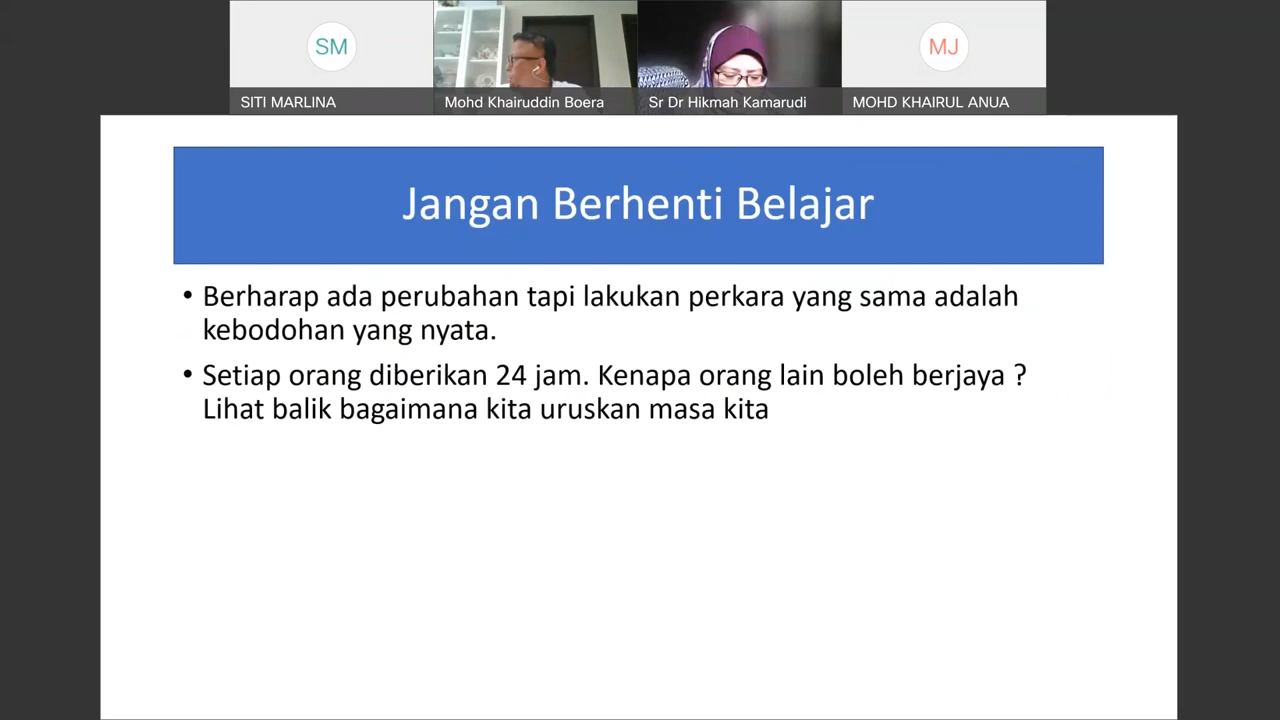 SM
MJ
SITI MARLINA
Mohd Khairuddin Boera
Sr Dr Hikmah Kamarudi
MOHD KHAIRUL ANUA
Jangan Berhenti Belajar
• Berharap ada perubahan tapi lakukan perkara yang sama adalah
kebodohan yang nyata.
• Setiap orang diberikan 24 jam. Kenapa orang lain boleh berjaya ?
Lihat balik bagaimana kita uruskan masa kita